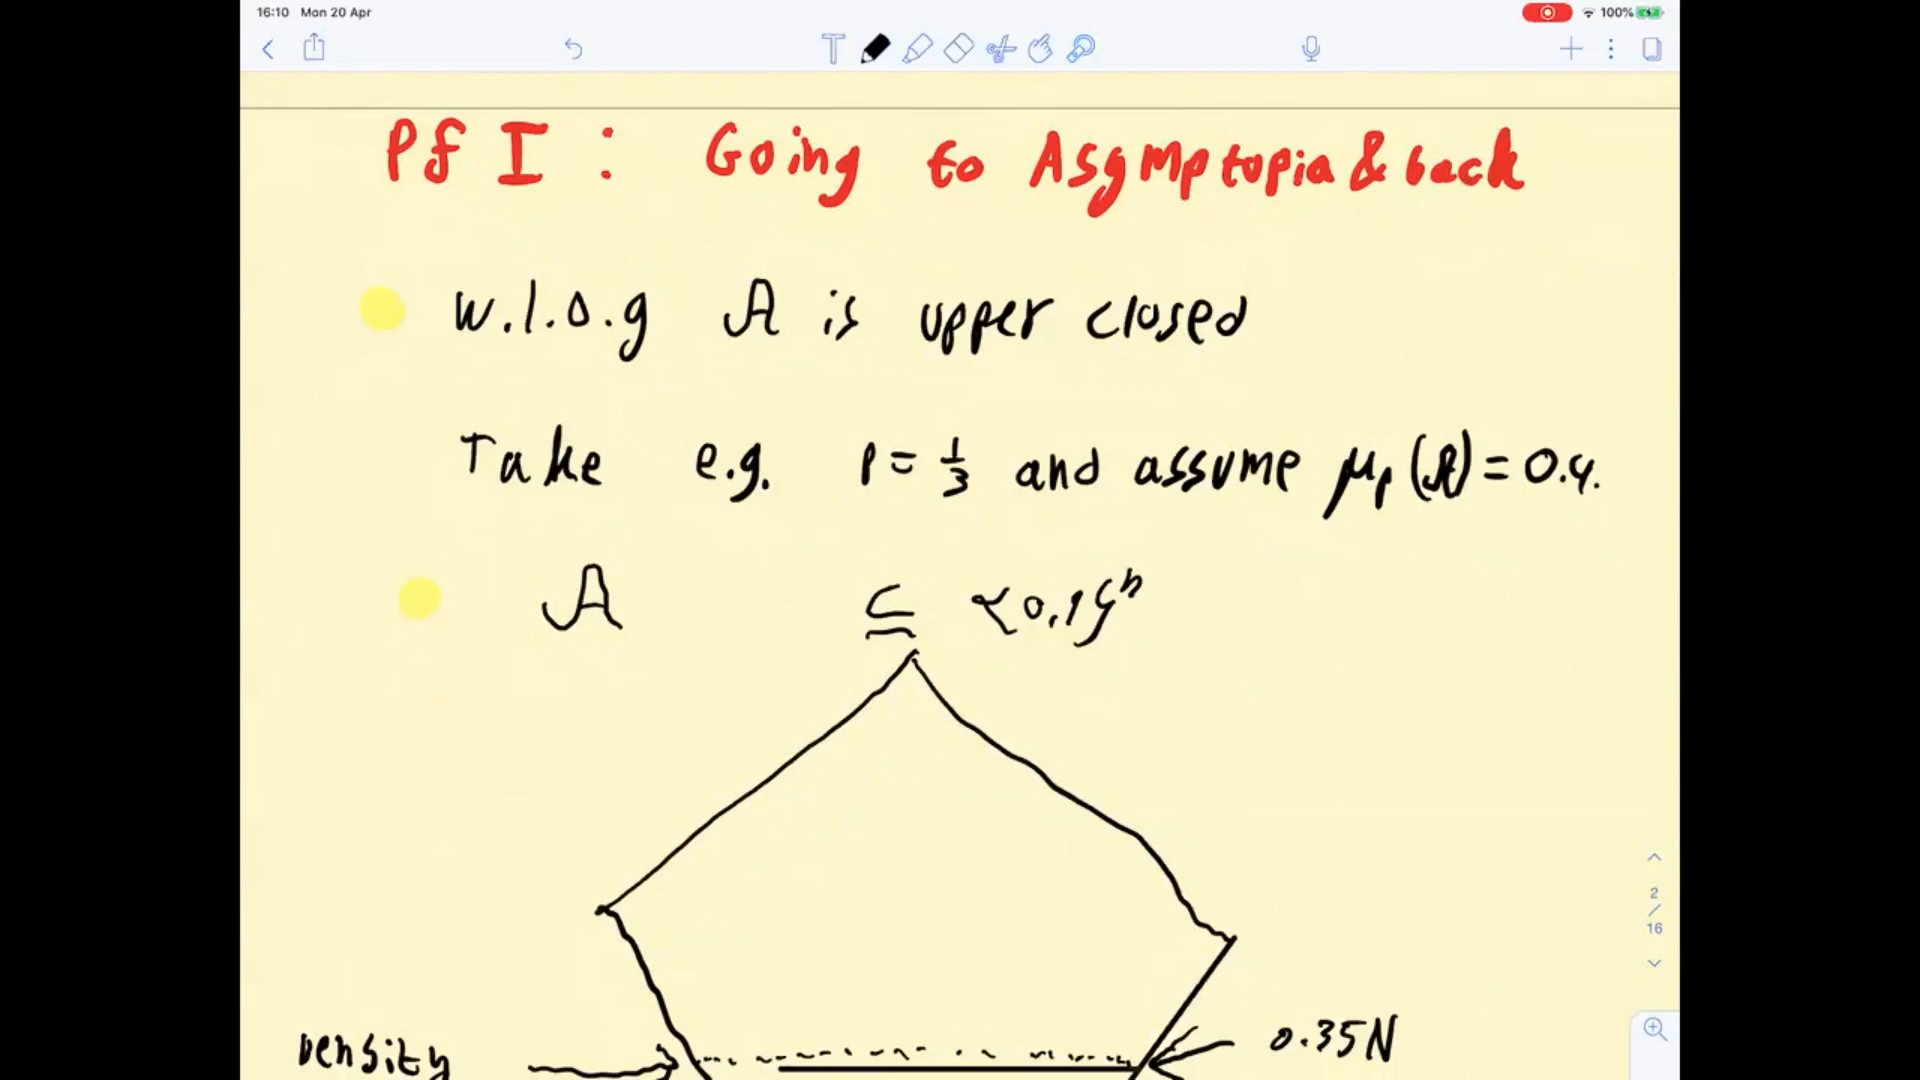 16:10 Mon 20 Apr
100%
Pf I : Going to Asymptopia & back
w.l.o.g 𝒜 is upper closed
Take e.g. p = 1/3 and assume μp(𝒜) = 0.4.
𝒜 ⊆ {0,1}ⁿ
2
/
16
Density
0.35N